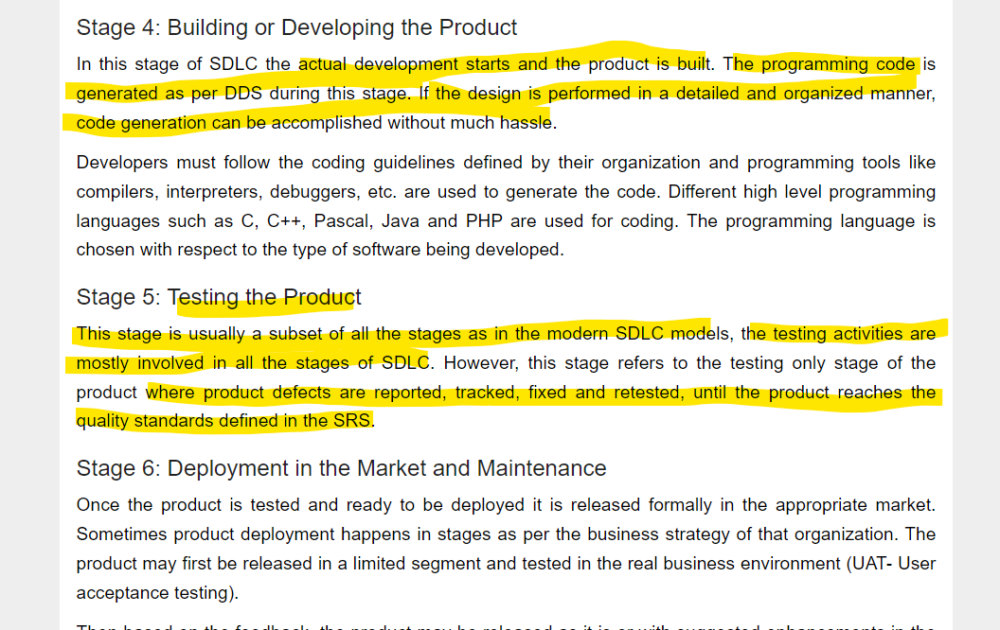 Stage 4: Building or Developing the Product
In this stage of SDLC the actual development starts and the product is built. The programming code is
generated as per DDS during this stage. If the design is performed in a detailed and organized manner,
code generation can be accomplished without much hassle.
Developers must follow the coding guidelines defined by their organization and programming tools like
compilers, interpreters, debuggers, etc. are used to generate the code. Different high level programming
languages such as C, C++, Pascal, Java and PHP are used for coding. The programming language is
chosen with respect to the type of software being developed.
Stage 5: Testing the Product
This stage is usually a subset of all the stages as in the modern SDLC models, the testing activities are
mostly involved in all the stages of SDLC. However, this stage refers to the testing only stage of the
product where product defects are reported, tracked, fixed and retested, until the product reaches the
quality standards defined in the SRS.
Stage 6: Deployment in the Market and Maintenance
Once the product is tested and ready to be deployed it is released formally in the appropriate market.
Sometimes product deployment happens in stages as per the business strategy of that organization. The
product may first be released in a limited segment and tested in the real business environment (UAT- User
acceptance testing).